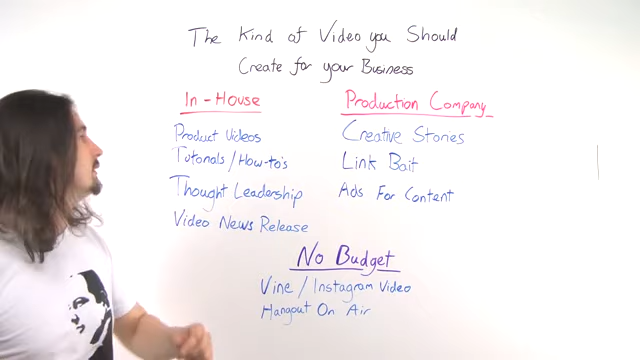 The Kind of Video you Should
Create for your Business
In-House
Product Videos
Tutorials/How-to's
Thought Leadership
Video News Release
Production Company
Creative Stories
Link Bait
Ads For Content
No Budget
Vine/Instagram Video
Hangout On Air